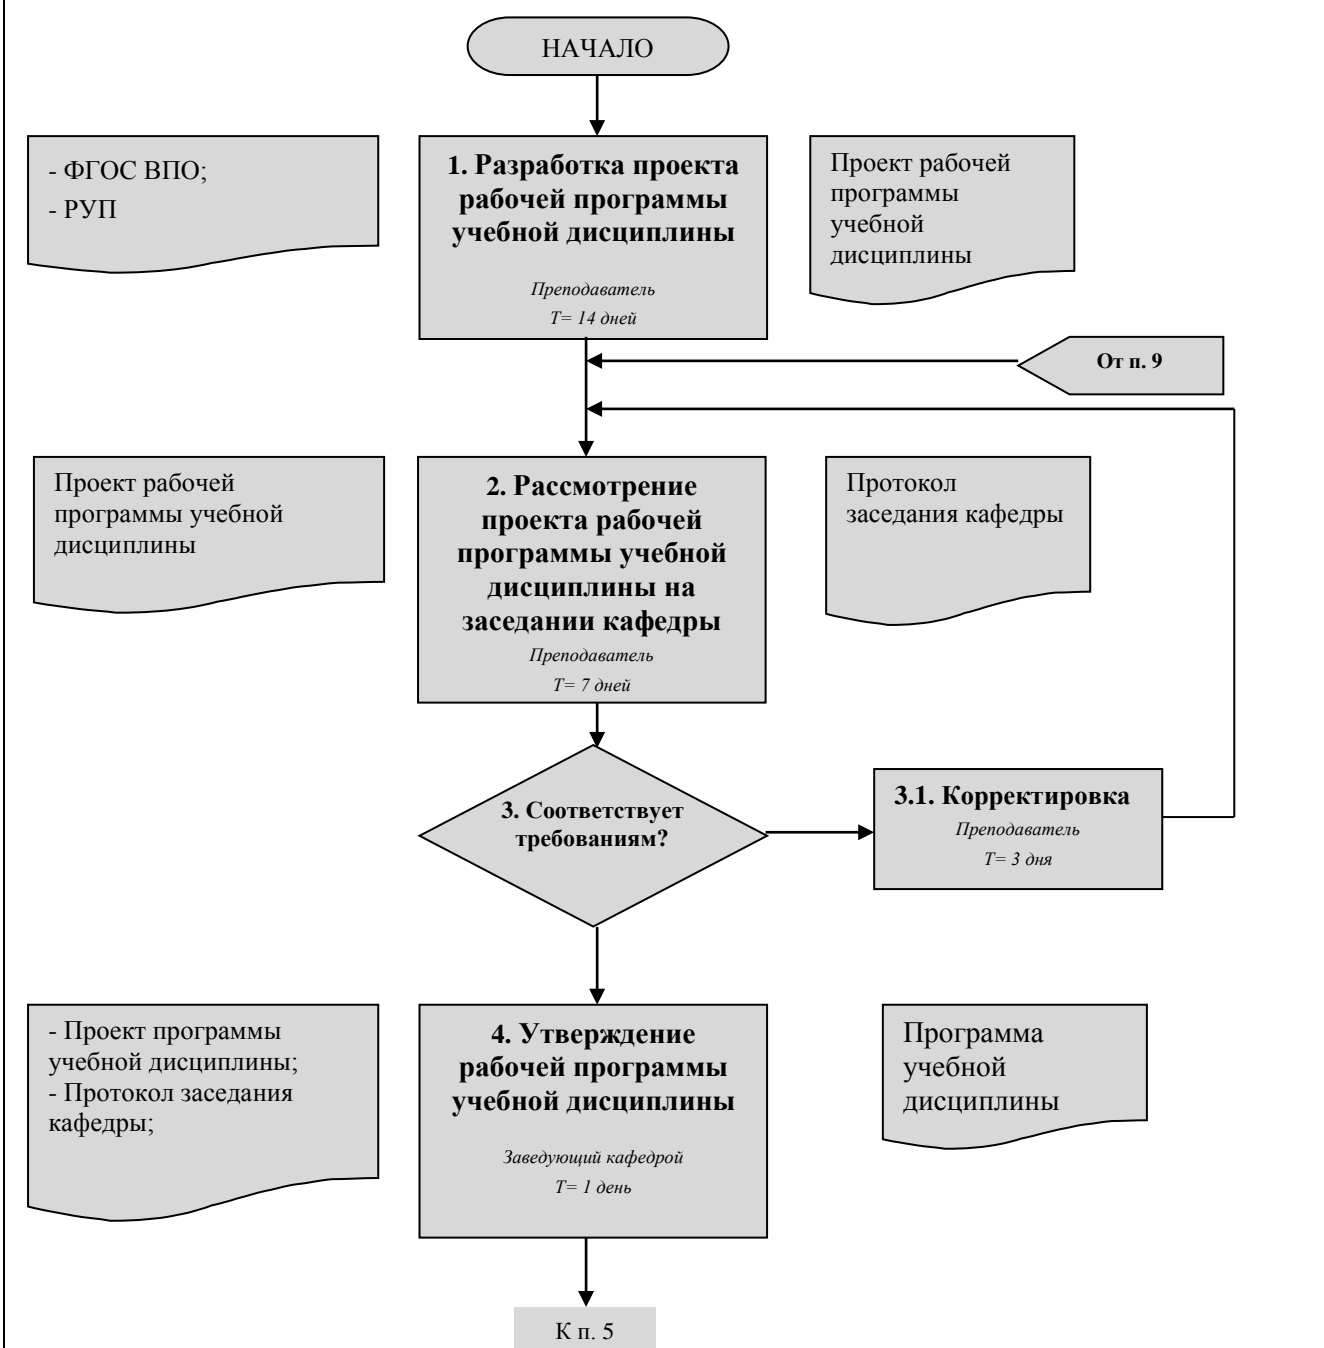 НАЧАЛО
- ФГОС ВПО;
- РУП
1. Разработка проекта
рабочей программы
учебной дисциплины
Преподаватель
Т= 14 дней
Проект рабочей
программы
учебной
дисциплины
От п. 9
Проект рабочей
программы учебной
дисциплины
2. Рассмотрение
проекта рабочей
программы учебной
дисциплины на
заседании кафедры
Преподаватель
Т= 7 дней
Протокол
заседания кафедры
3. Соответствует
требованиям?
3.1. Корректировка
Преподаватель
Т= 3 дня
- Проект программы
учебной дисциплины;
- Протокол заседания
кафедры;
4. Утверждение
рабочей программы
учебной дисциплины
Заведующий кафедрой
Т= 1 день
Программа
учебной
дисциплины
К п. 5